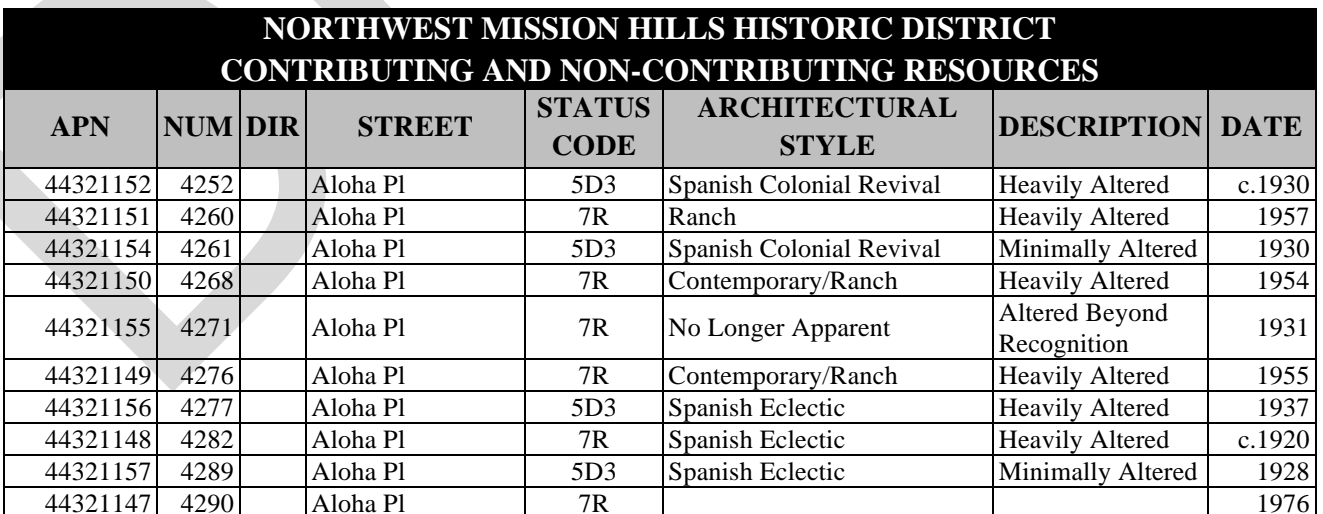 NORTHWEST MISSION HILLS HISTORIC DISTRICT
CONTRIBUTING AND NON-CONTRIBUTING RESOURCES
APN NUM DIR STREET STATUS CODE ARCHITECTURAL STYLE DESCRIPTION DATE
44321152 4252 Aloha Pl 5D3 Spanish Colonial Revival Heavily Altered c.1930
44321151 4260 Aloha Pl 7R Ranch Heavily Altered 1957
44321154 4261 Aloha Pl 5D3 Spanish Colonial Revival Minimally Altered 1930
44321150 4268 Aloha Pl 7R Contemporary/Ranch Heavily Altered 1954
44321155 4271 Aloha Pl 7R No Longer Apparent Altered Beyond Recognition 1931
44321149 4276 Aloha Pl 7R Contemporary/Ranch Heavily Altered 1955
44321156 4277 Aloha Pl 5D3 Spanish Eclectic Heavily Altered 1937
44321148 4282 Aloha Pl 7R Spanish Eclectic Heavily Altered c.1920
44321157 4289 Aloha Pl 5D3 Spanish Eclectic Minimally Altered 1928
44321147 4290 Aloha Pl 7R 1976